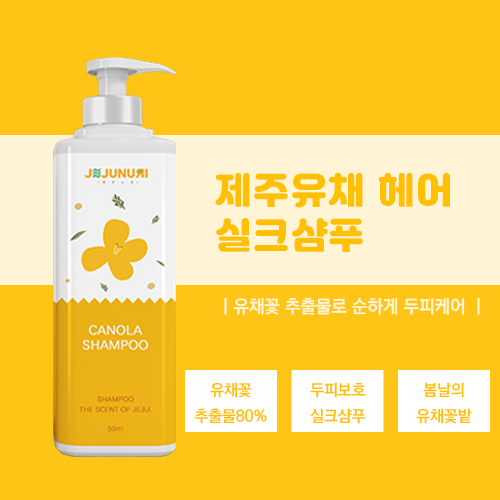 JEJUNURI
제주유채 헤어
실크샴푸
| 유채꽃 추출물로 순하게 두피케어 |
CANOLA
SHAMPOO
SHAMPOO
THE SCENT OF JEJU.
50ml
유채꽃
추출물80%
두피보호
실크샴푸
봄날의
유채꽃밭